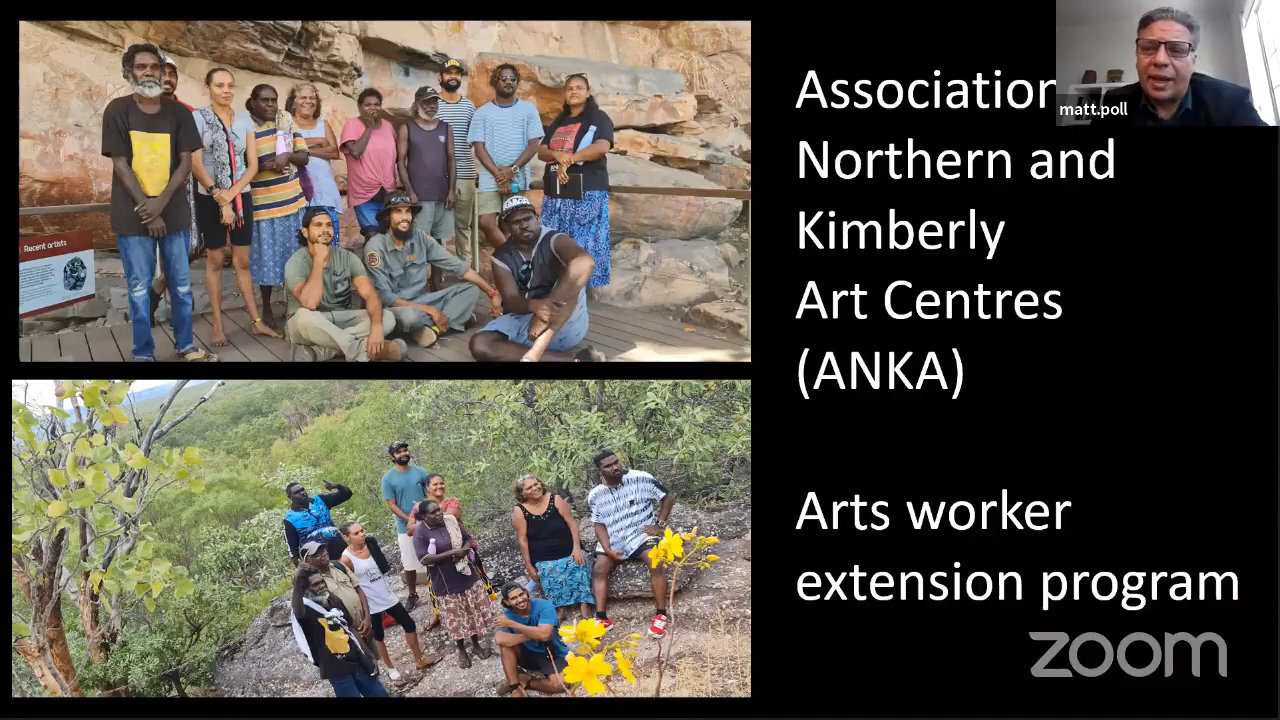 Association
Northern and
Kimberly
Art Centres
(ANKA)
Arts worker
extension program
matt.poll
Recent artists
zoom